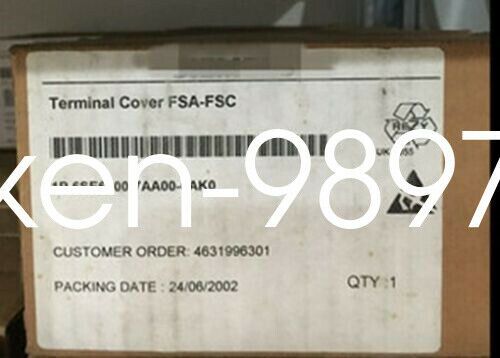 Terminal Cover FSA-FSC
ken-9897
CUSTOMER ORDER: 4631996301
PACKING DATE : 24/06/2002
QTY :1